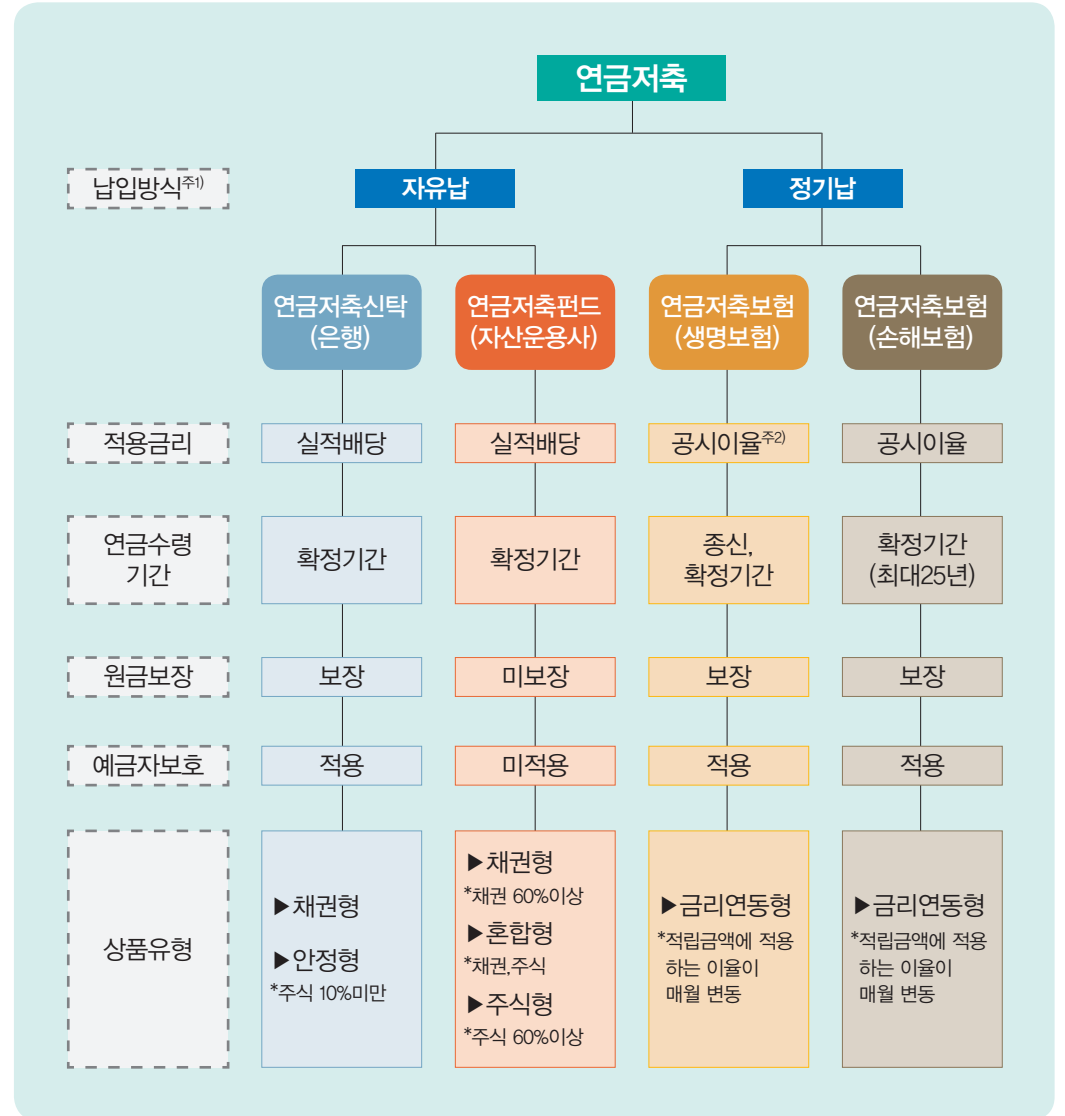 연금저축
납입방식주1)
자유납
정기납
연금저축신탁
(은행)
연금저축펀드
(자산운용사)
연금저축보험
(생명보험)
연금저축보험
(손해보험)
적용금리
실적배당
실적배당
공시이율주2)
공시이율
연금수령
기간
확정기간
확정기간
종신,
확정기간
확정기간
(최대25년)
원금보장
보장
미보장
보장
보장
예금자보호
적용
미적용
적용
적용
상품유형
▶채권형
▶안정형
*주식 10%미만
▶채권형
*채권 60%이상
▶혼합형
*채권,주식
▶주식형
*주식 60%이상
▶금리연동형
*적립금액에 적용
하는 이율이
매월 변동
▶금리연동형
*적립금액에 적용
하는 이율이
매월 변동